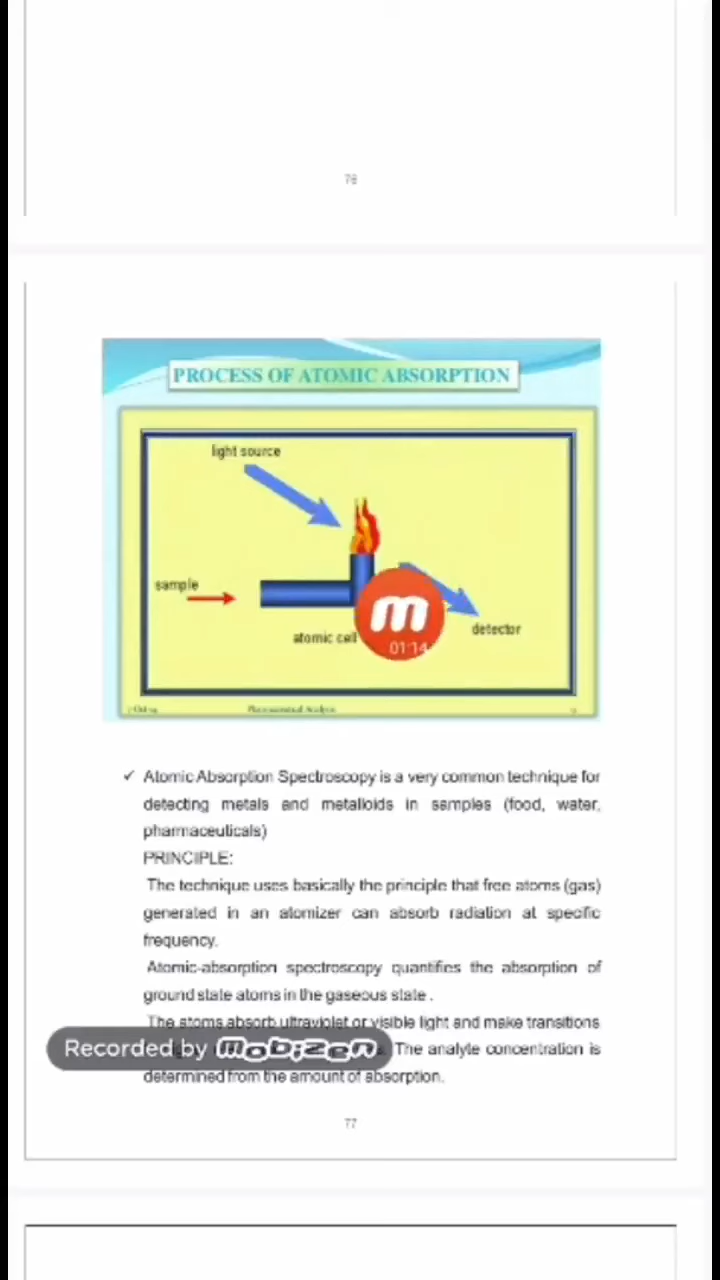 76
PROCESS OF ATOMIC ABSORPTION
light source
sample
atomic cell
detector
01:14
✓ Atomic Absorption Spectroscopy is a very common technique for
detecting metals and metalloids in samples (food, water,
pharmaceuticals)
PRINCIPLE:
The technique uses basically the principle that free atoms (gas)
generated in an atomizer can absorb radiation at specific
frequency.
Atomic-absorption spectroscopy quantifies the absorption of
ground state atoms in the gaseous state .
The atoms absorb ultraviolet or visible light and make transitions
Recorded by mobizen
The analyte concentration is
determined from the amount of absorption.
77